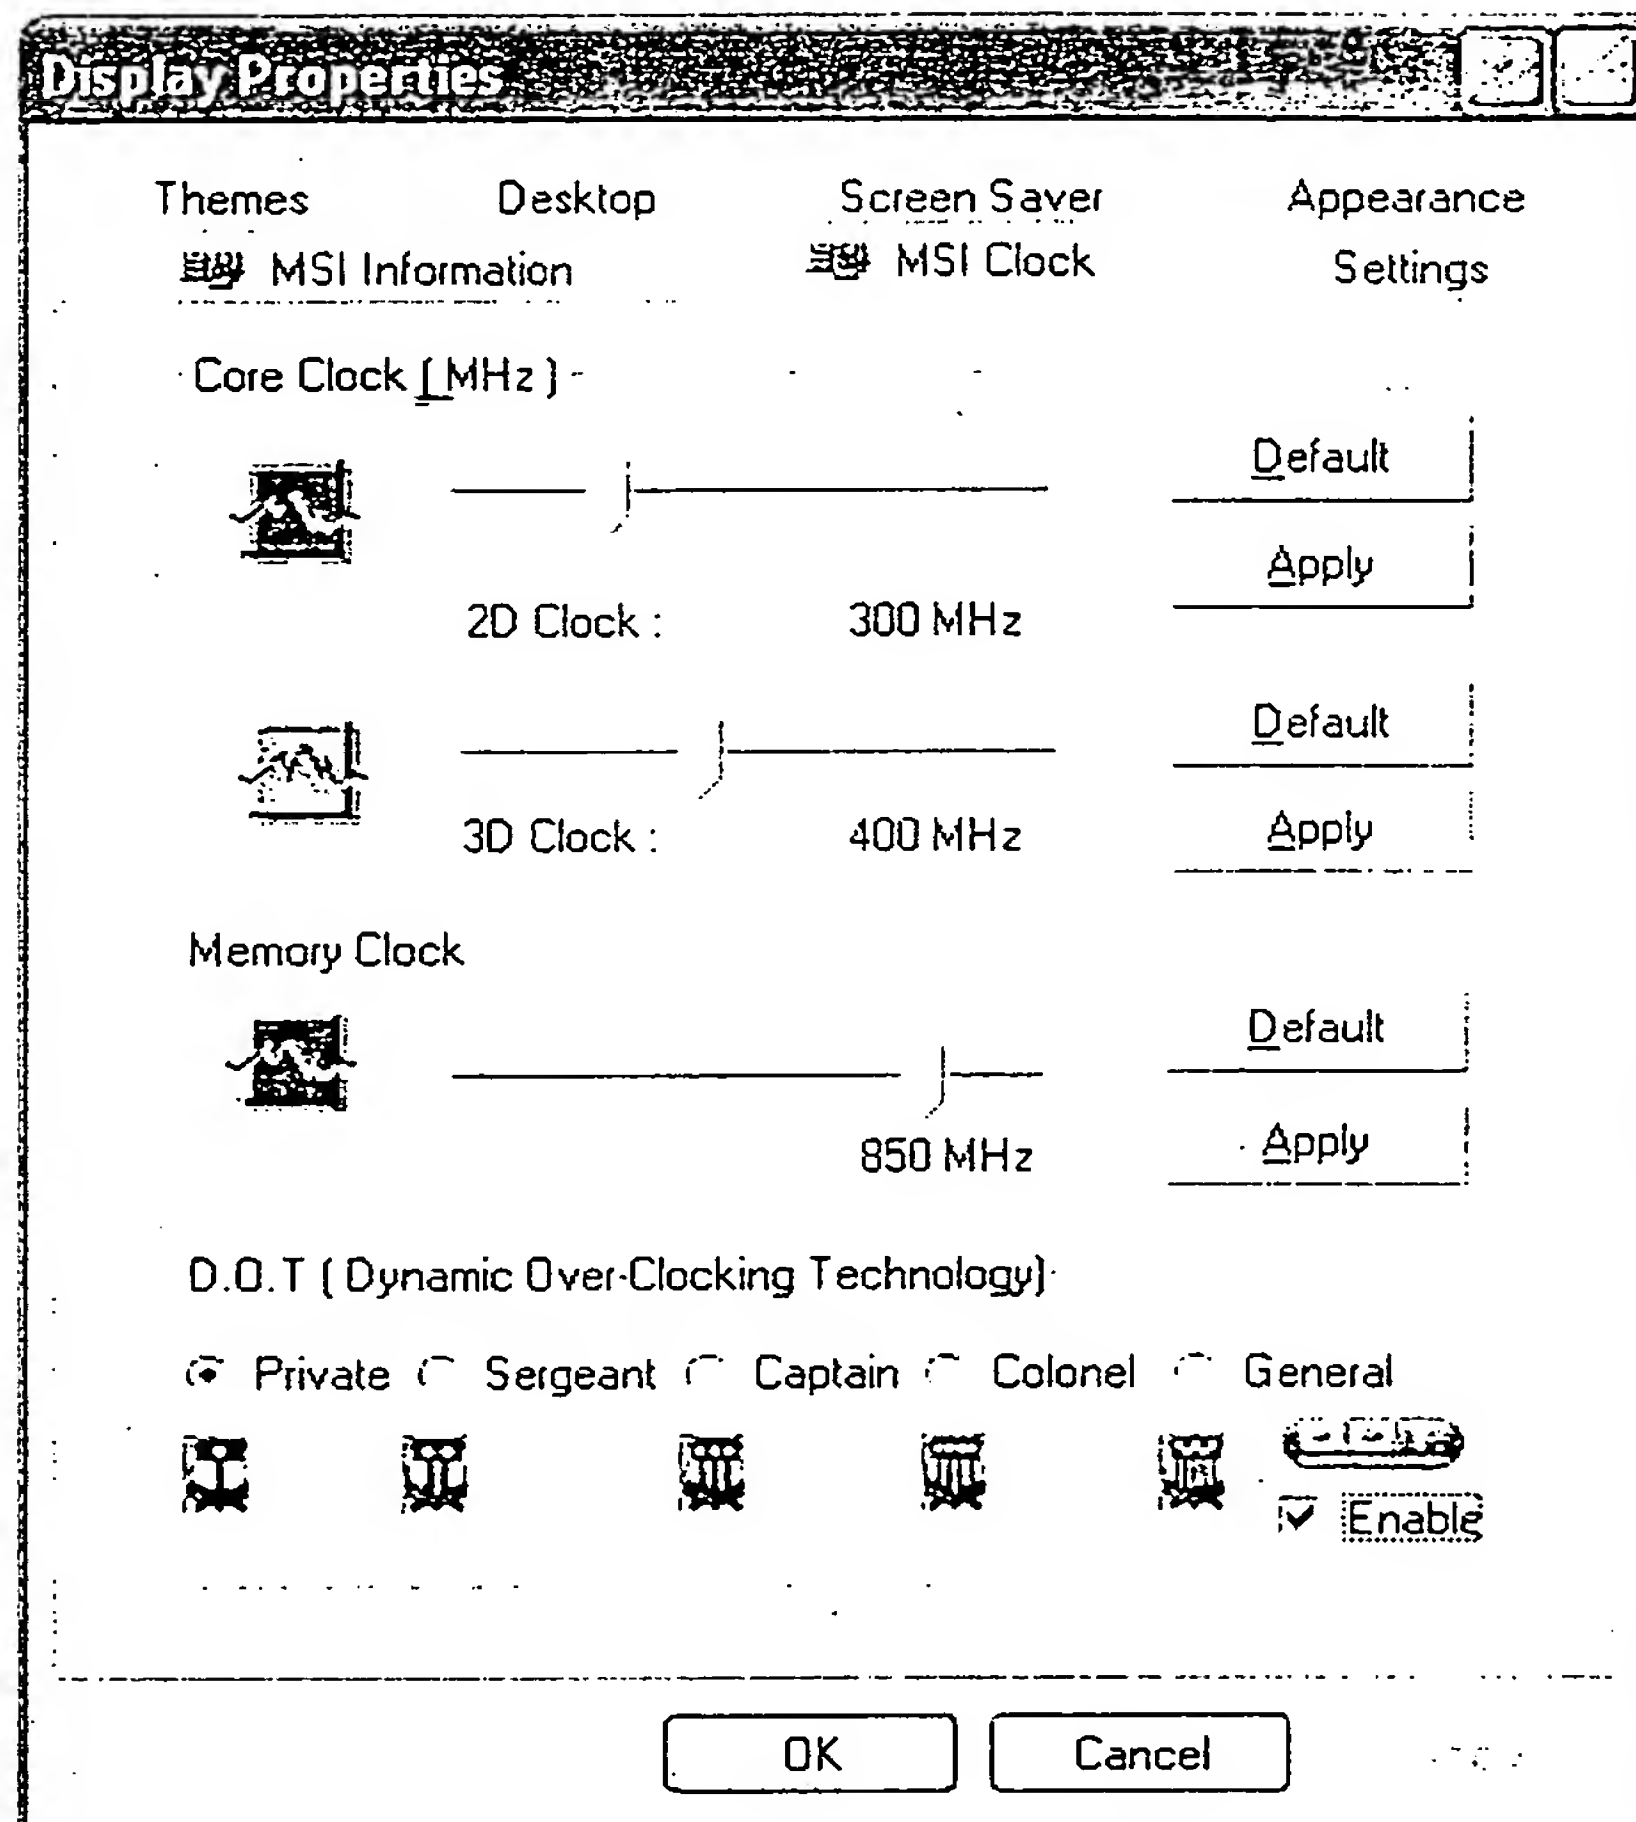 Display Properties
Themes Desktop Screen Saver Appearance
MSI Information MSI Clock Settings
Core Clock ( MHz )
Default
Apply
2D Clock : 300 MHz
Default
3D Clock : 400 MHz Apply
Memory Clock
Default
850 MHz Apply
D.O.T ( Dynamic Over-Clocking Technology)
Private Sergeant Captain Colonel General
Enable
OK Cancel